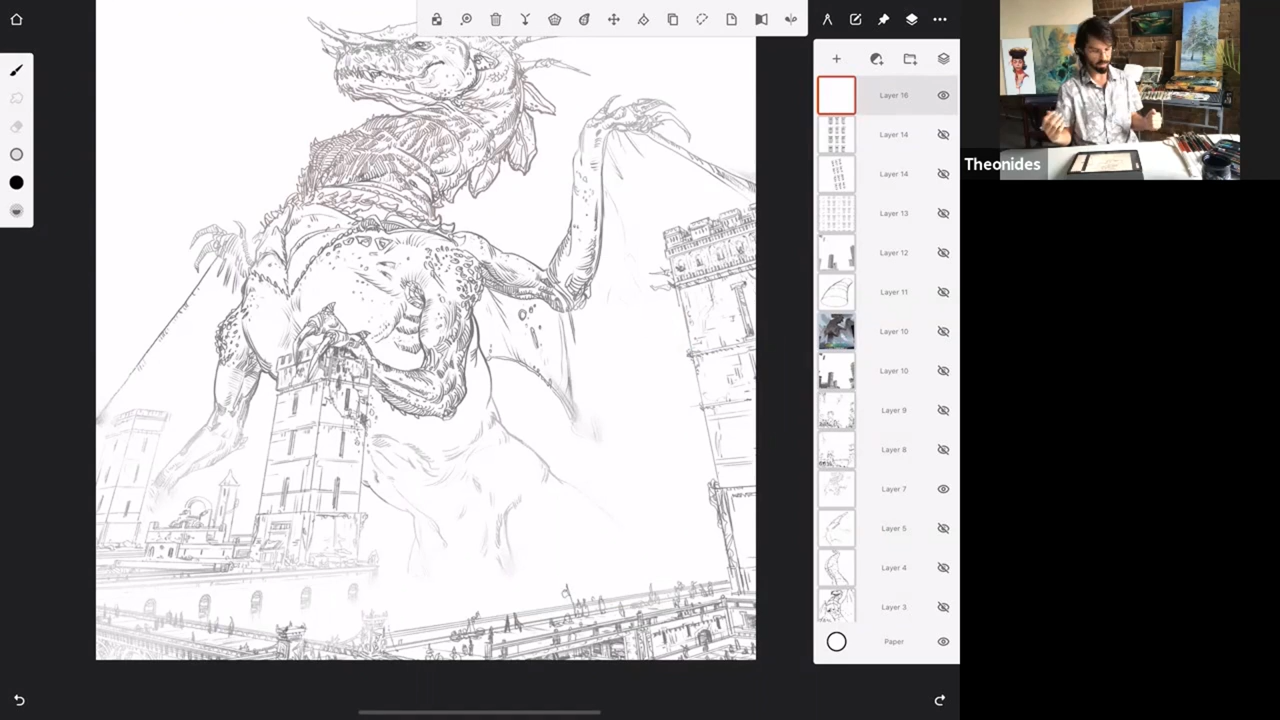 Layer 16
Layer 14
Layer 14
Layer 13
Layer 12
Layer 11
Layer 10
Layer 10
Layer 9
Layer 8
Layer 7
Layer 5
Layer 4
Layer 3
Paper
Theonides